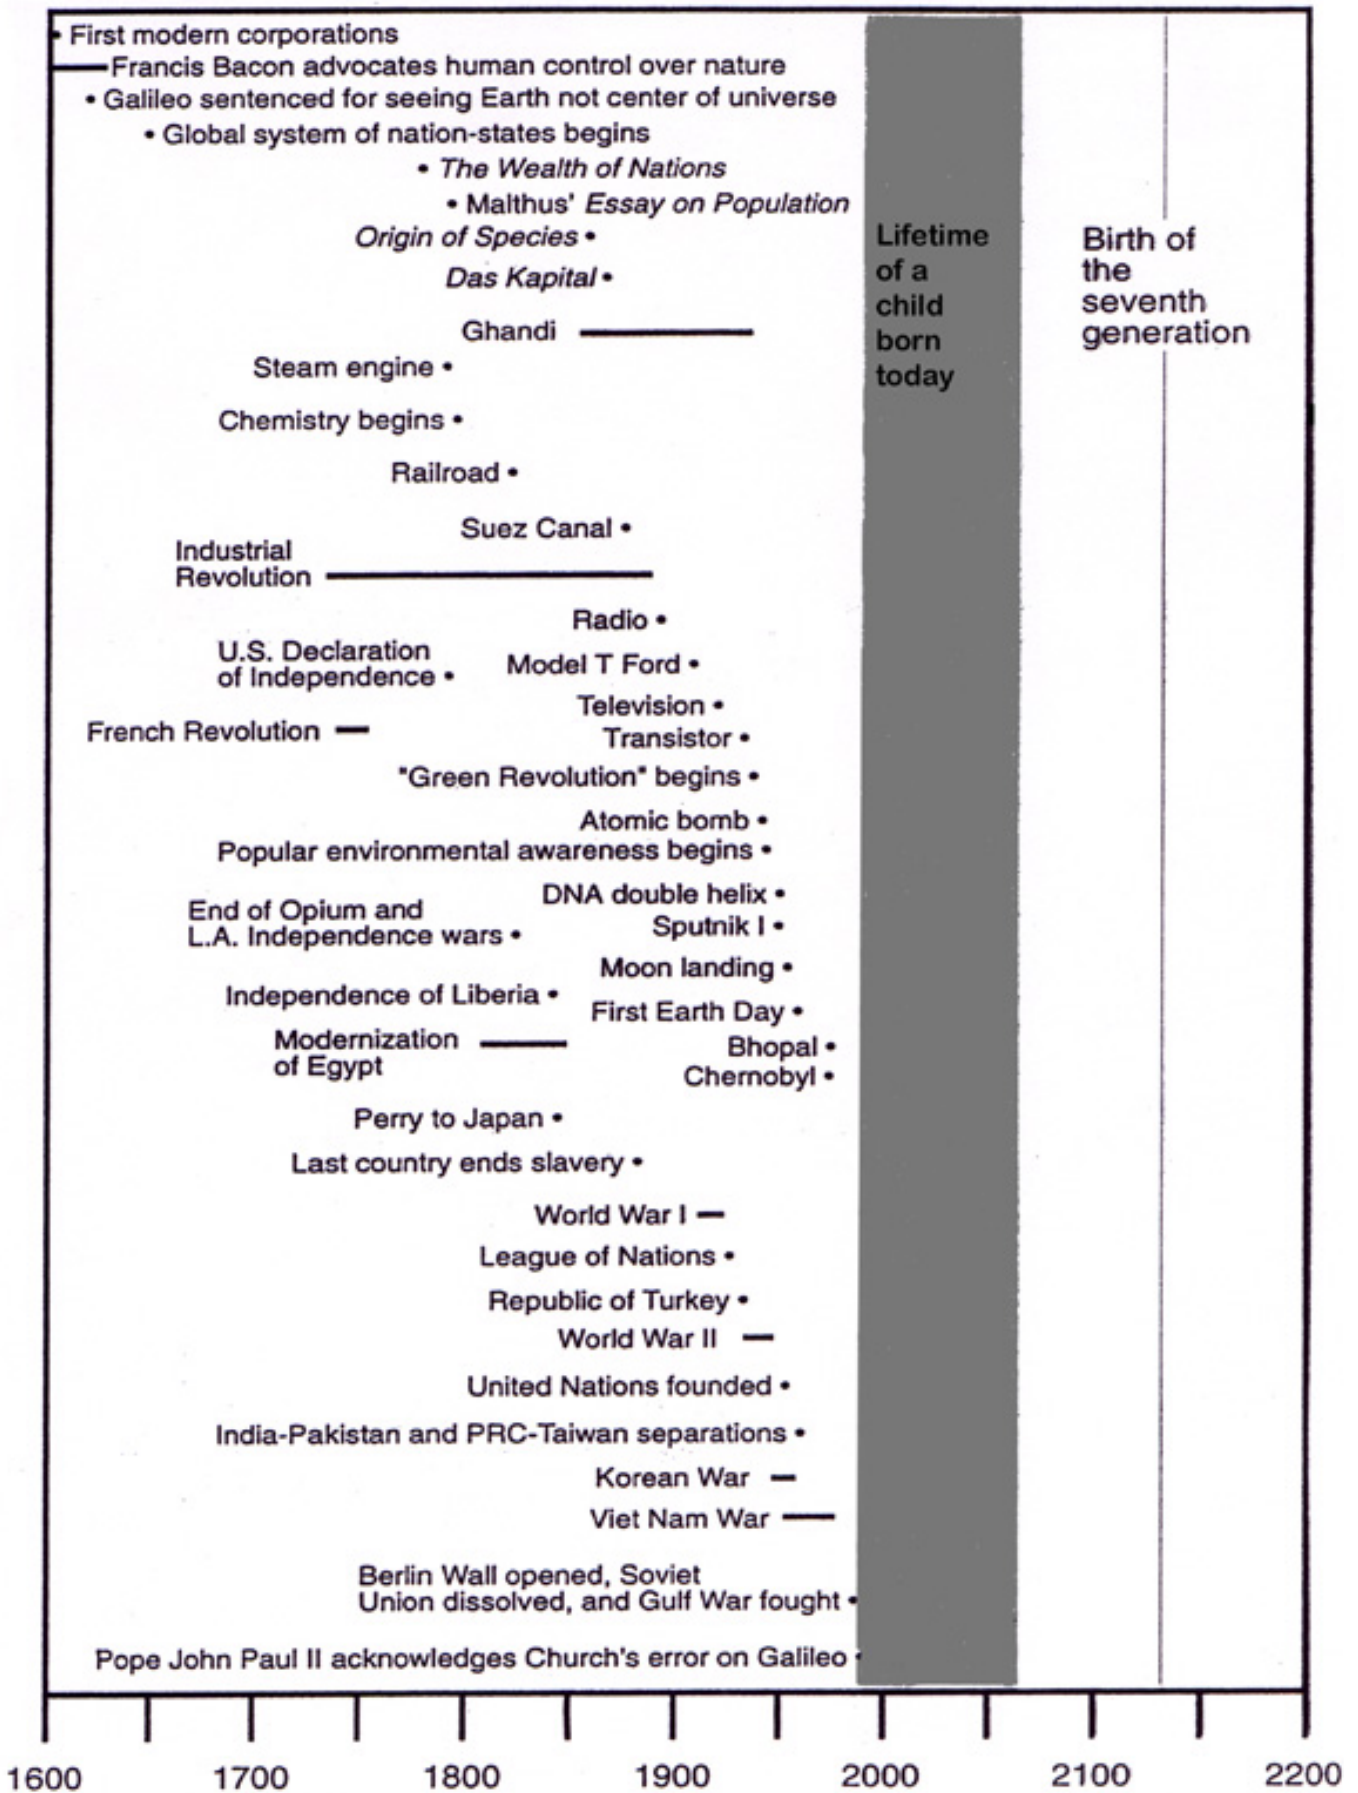 First modern corporations
Francis Bacon advocates human control over nature
Galileo sentenced for seeing Earth not center of universe
Global system of nation-states begins
The Wealth of Nations
Malthus' Essay on Population
Origin of Species
Das Kapital
Ghandi
Steam engine
Chemistry begins
Railroad
Suez Canal
Industrial
Revolution
Radio
U.S. Declaration
of Independence
Model T Ford
Television
French Revolution
Transistor
"Green Revolution" begins
Atomic bomb
Popular environmental awareness begins
DNA double helix
End of Opium and
L.A. Independence wars
Sputnik I
Moon landing
Independence of Liberia
First Earth Day
Modernization
of Egypt
Bhopal
Chernobyl
Perry to Japan
Last country ends slavery
World War I
League of Nations
Republic of Turkey
World War II
United Nations founded
India-Pakistan and PRC-Taiwan separations
Korean War
Viet Nam War
Berlin Wall opened, Soviet
Union dissolved, and Gulf War fought
Pope John Paul II acknowledges Church's error on Galileo
Lifetime
of a
child
born
today
Birth of
the
seventh
generation
1600 1700 1800 1900 2000 2100 2200